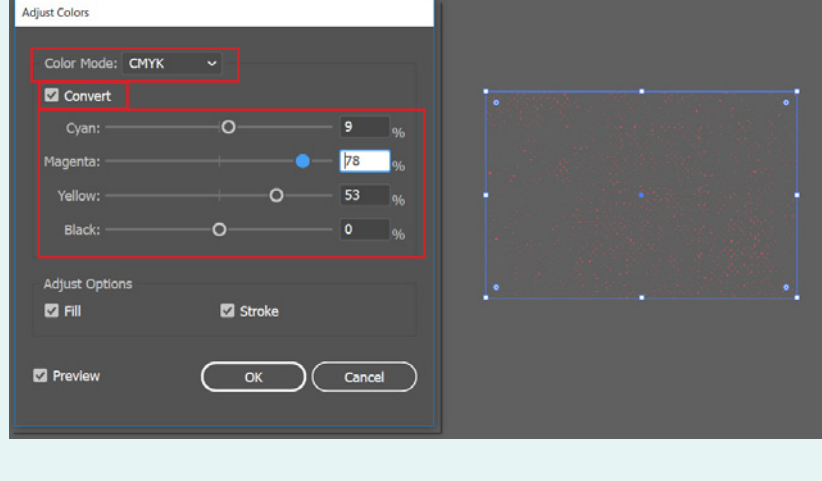 Adjust Colors
Color Mode: CMYK
Convert
Cyan: 9 %
Magenta: 78 %
Yellow: 53 %
Black: 0 %
Adjust Options
Fill Stroke
Preview OK Cancel